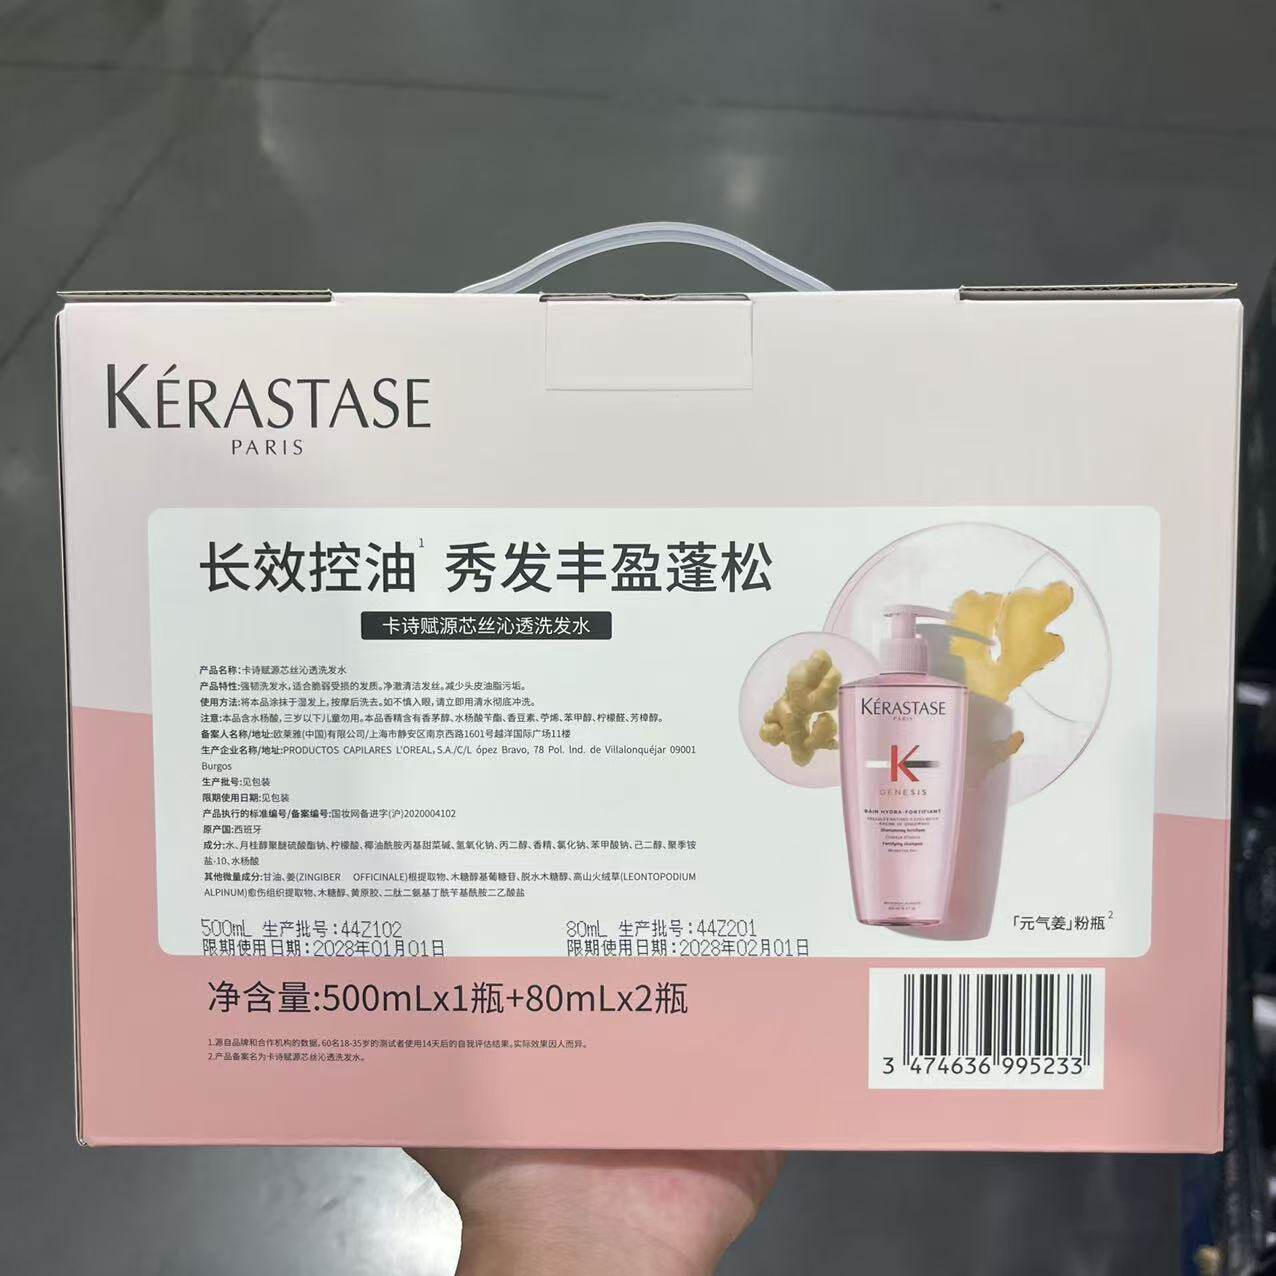 KÉRASTASE
PARIS
长效控油1 秀发丰盈蓬松
卡诗赋源芯丝沁透洗发水
产品名称:卡诗赋源芯丝沁透洗发水
产品特性:强韧洗发水,适合脆弱受损的发质。净澈清洁发丝。减少头皮油脂污垢。
使用方法:将本品涂抹于湿发上,按摩后洗去。如不慎入眼,请立即用清水彻底冲洗。
注意:本品含水杨酸,三岁以下儿童勿用。本品香精含有香茅醇、水杨酸苄酯、香豆素、苧烯、苯甲醇、柠檬醛、芳樟醇。
备案人名称/地址:欧莱雅(中国)有限公司/上海市静安区南京西路1601号越洋国际广场11楼
生产企业名称/地址:PRODUCTOS CAPILARES L'OREAL,S.A./C/L ópez Bravo, 78 Pol. Ind. de Villalonquéjar 09001
Burgos
生产批号:见包装
限期使用日期:见包装
产品执行的标准编号/备案编号:国妆网备进字(沪)2020004102
原产国:西班牙
成分:水、月桂醇聚醚硫酸酯钠、柠檬酸、椰油酰胺丙基甜菜碱、氢氧化钠、丙二醇、香精、氯化钠、苯甲酸钠、己二醇、聚季铵
盐-10、水杨酸
其他微量成分:甘油、姜(ZINGIBER OFFICINALE)根提取物、木糖醇基葡糖苷、脱水木糖醇、高山火绒草(LEONTOPODIUM
ALPINUM)愈伤组织提取物、木糖醇、黄原胶、二肽二氨基丁酰苄基酰胺二乙酸盐
500mL 生产批号:44Z102
限期使用日期:2028年01月01日
80mL 生产批号:44Z201
限期使用日期:2028年02月01日
KÉRASTASE
PARIS
K
GENESIS
BAIN HYDRA-FORTIFIANT
「元气姜」粉瓶2
净含量:500mLx1瓶+80mLx2瓶
1.源自品牌和合作机构的数据,60名18-35岁的测试者使用14天后的自我评估结果。实际效果因人而异。
2.产品备案名为卡诗赋源芯丝沁透洗发水。
3 474636 995233